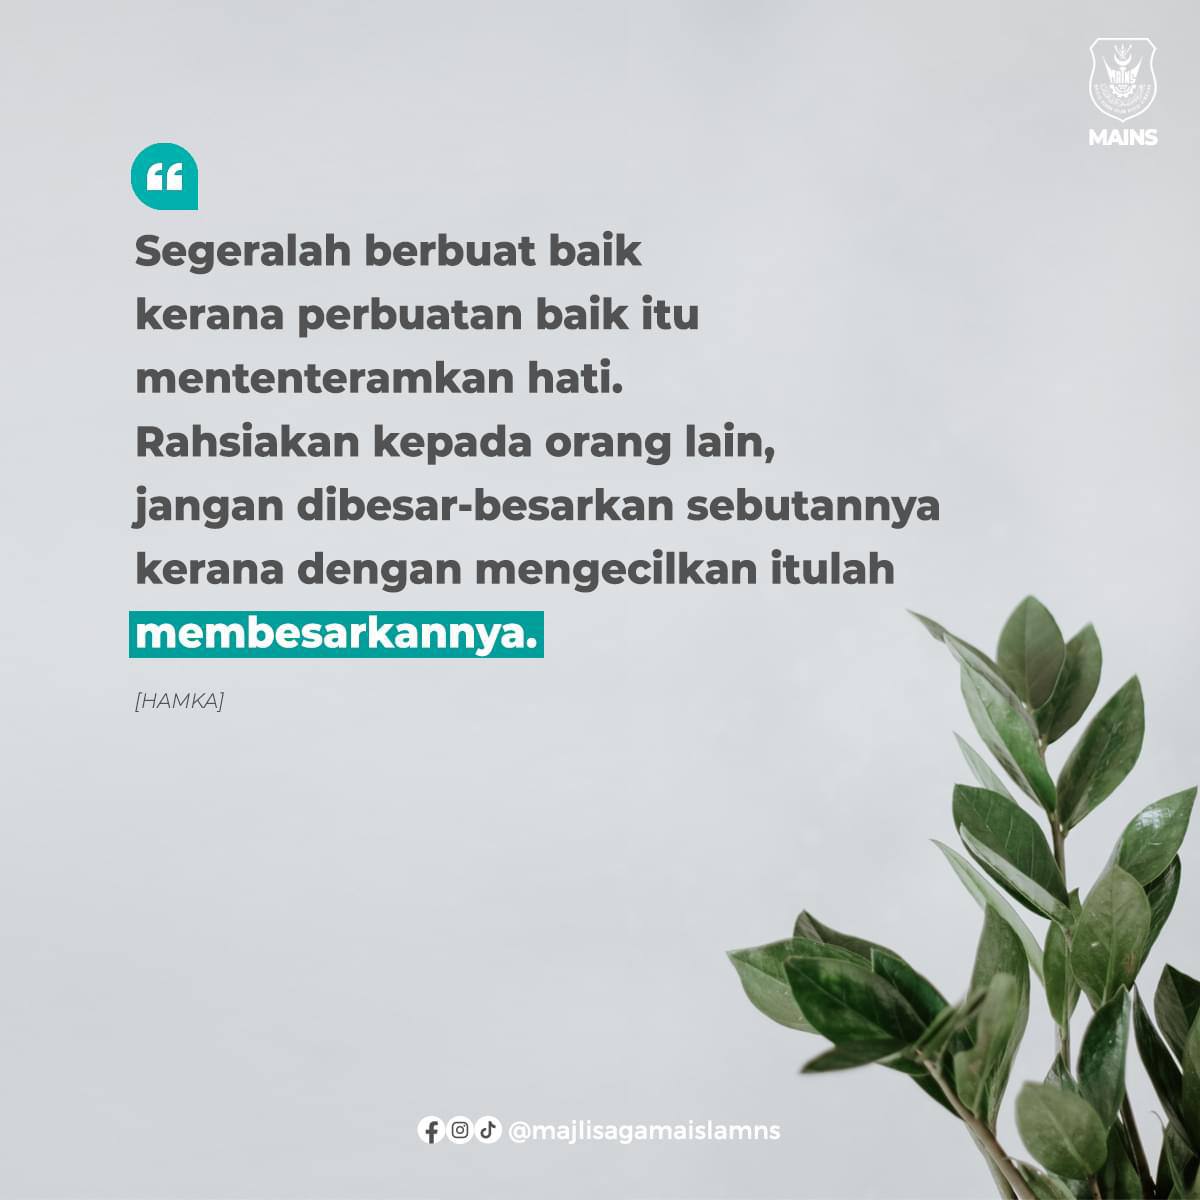 MAINS
Segeralah berbuat baik
kerana perbuatan baik itu
mententeramkan hati.
Rahsiakan kepada orang lain,
jangan dibesar-besarkan sebutannya
kerana dengan mengecilkan itulah
membesarkannya.
[HAMKA]
@majlisagamaislamns